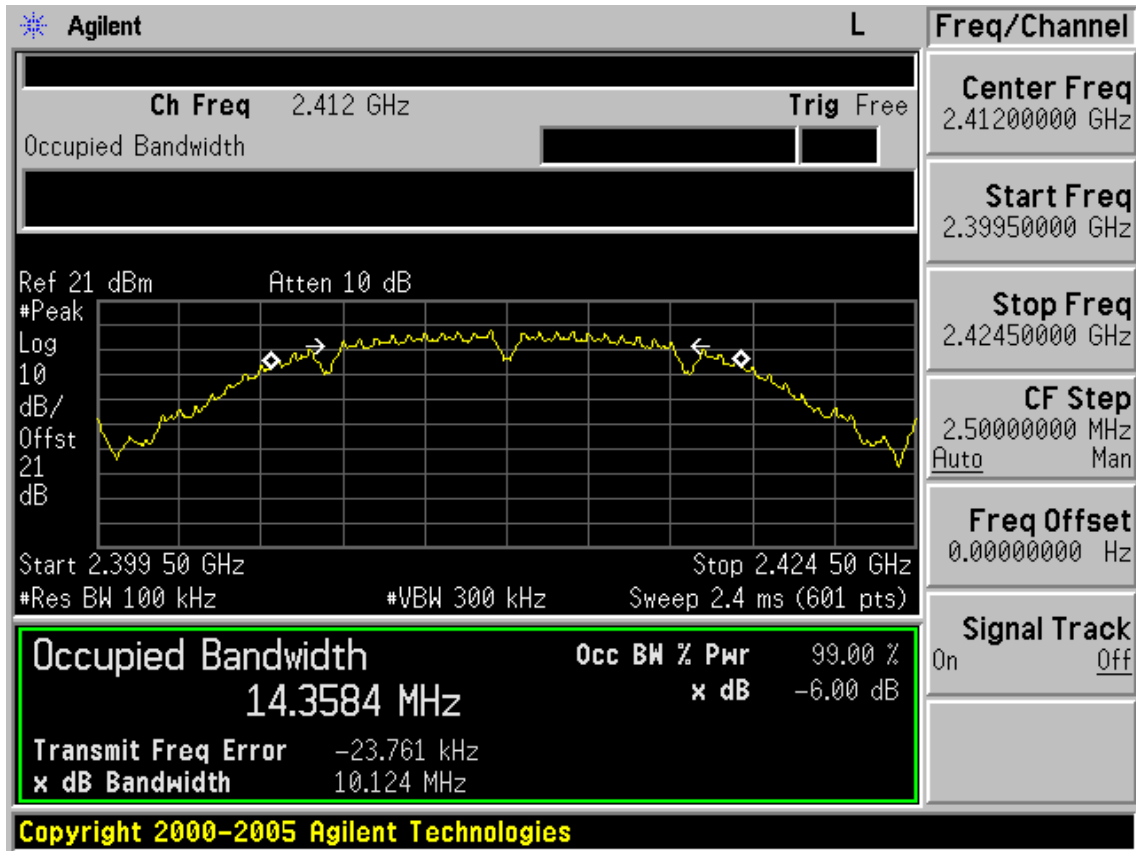 Agilent L
Freq/Channel
Ch Freq 2.412 GHz Trig Free
Occupied Bandwidth
Center Freq
2.41200000 GHz
Start Freq
2.39950000 GHz
Stop Freq
2.42450000 GHz
CF Step
2.50000000 MHz
Auto Man
Freq Offset
0.00000000 Hz
Signal Track
On Off
Ref 21 dBm Atten 10 dB
#Peak
Log
10
dB/
Offst
21
dB
Start 2.399 50 GHz Stop 2.424 50 GHz
#Res BW 100 kHz #VBW 300 kHz Sweep 2.4 ms (601 pts)
Occupied Bandwidth
14.3584 MHz
Occ BW % Pwr 99.00 %
x dB -6.00 dB
Transmit Freq Error -23.761 kHz
x dB Bandwidth 10.124 MHz
Copyright 2000-2005 Agilent Technologies